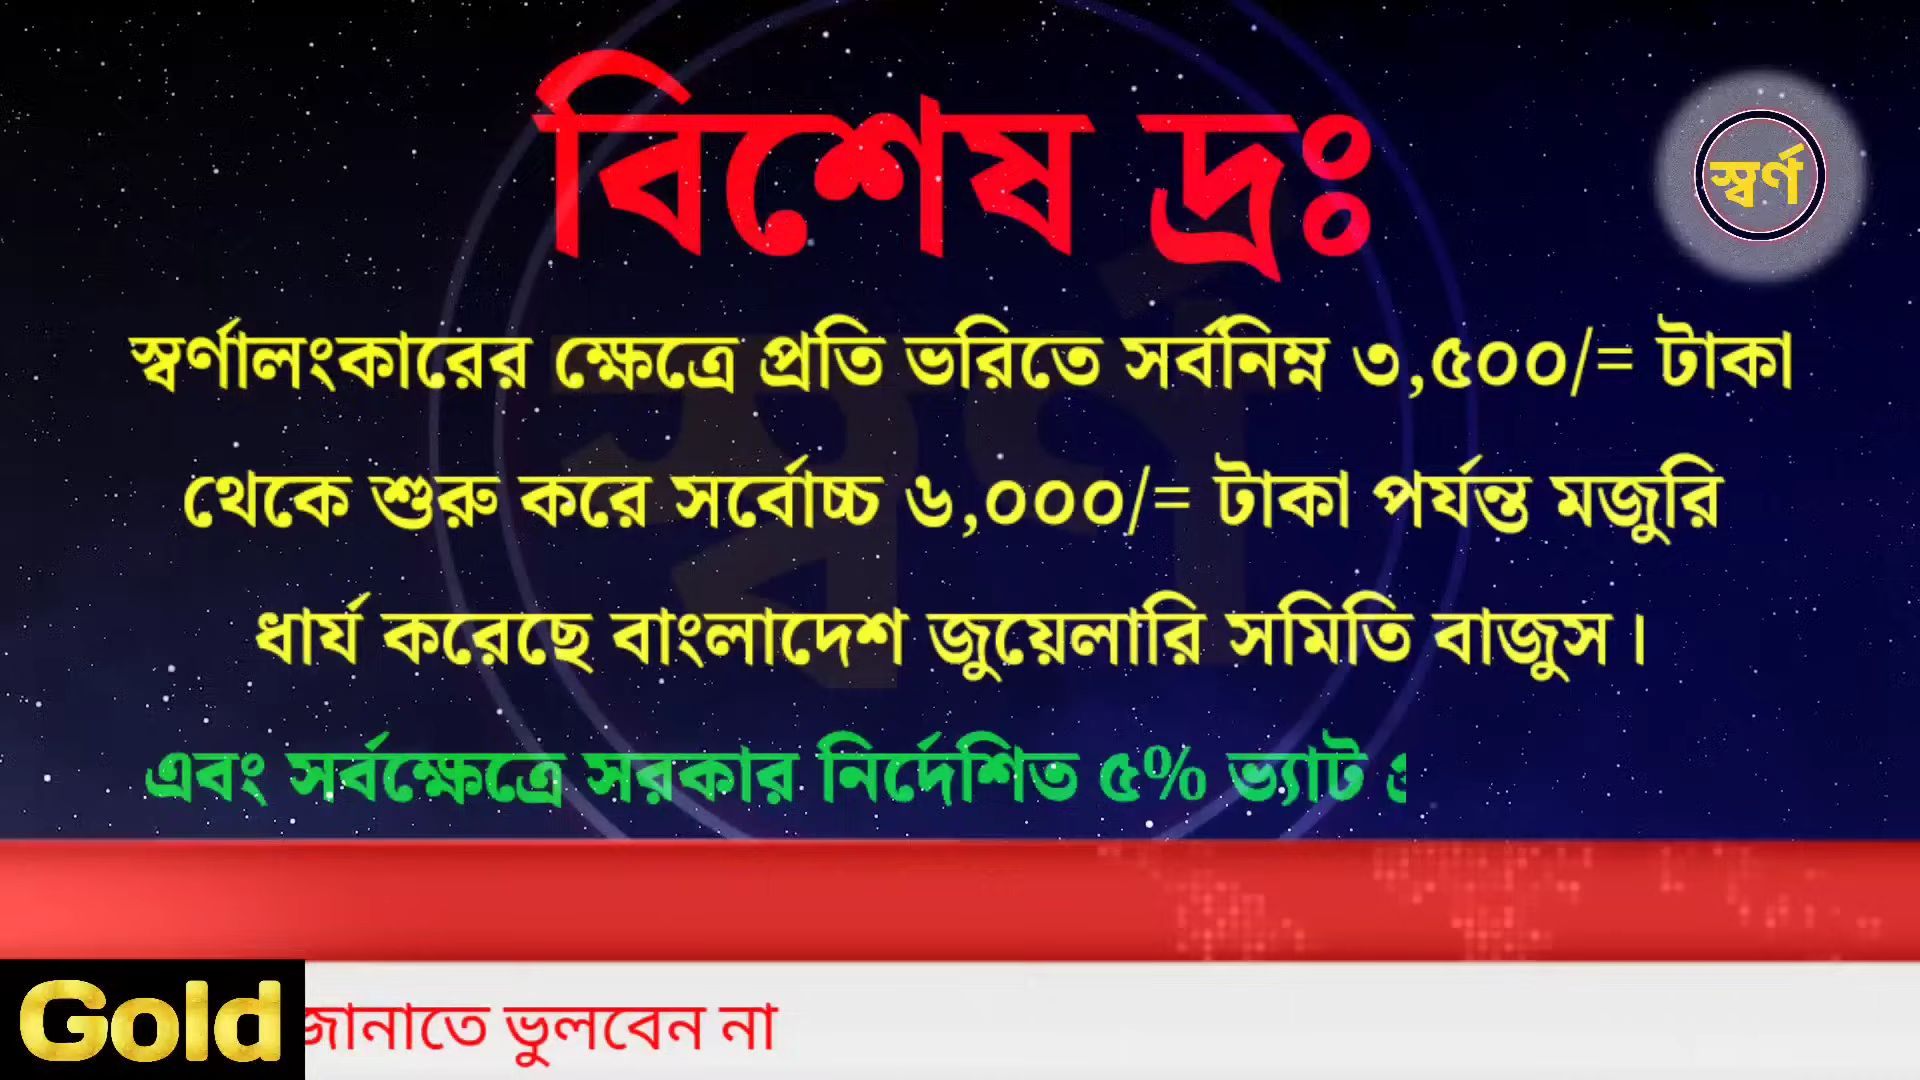 বিশেষ দ্রঃ
স্বর্ণ
স্বর্ণালংকারের ক্ষেত্রে প্রতি ভরিতে সর্বনিম্ন ৩,৫০০/= টাকা
থেকে শুরু করে সর্বোচ্চ ৬,০০০/= টাকা পর্যন্ত মজুরি
ধার্য করেছে বাংলাদেশ জুয়েলারি সমিতি বাজুস।
এবং সর্বক্ষেত্রে সরকার নির্দেশিত ৫% ভ্যাট
Gold
জানাতে ভুলবেন না